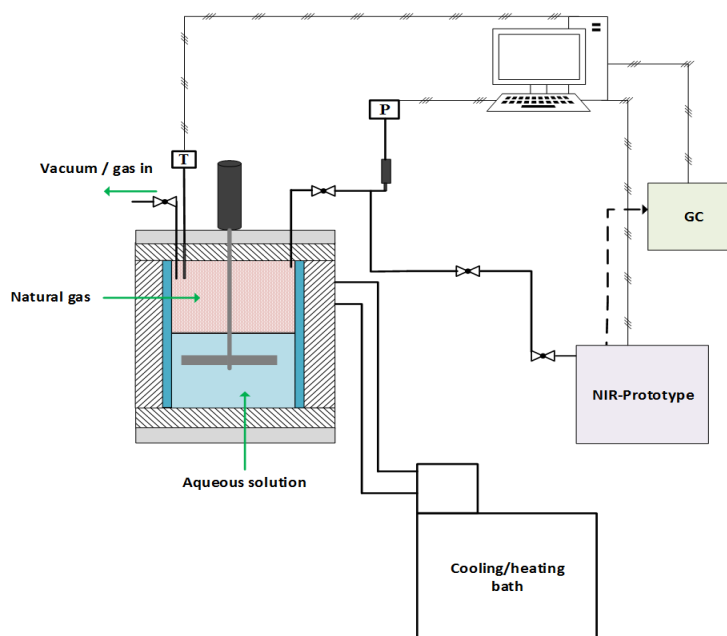 P
T
Vacuum / gas in
GC
Natural gas
NIR-Prototype
Aqueous solution
Cooling/heating
bath